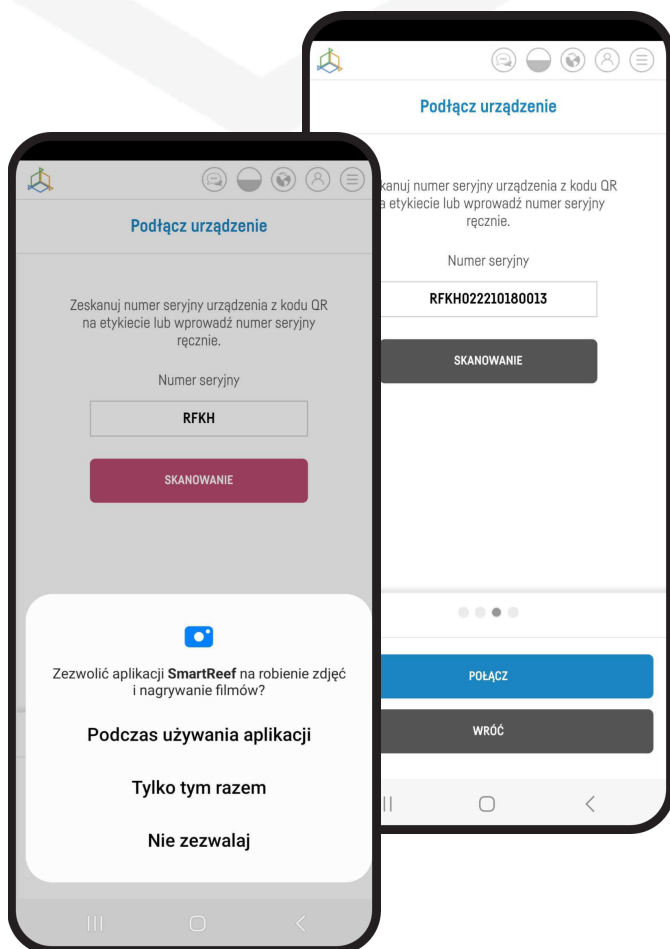 Podłącz urządzenie
Zeskanuj numer seryjny urządzenia z kodu QR
na etykiecie lub wprowadź numer seryjny
ręcznie.
Numer seryjny
RFKH
SKANOWANIE
Zezwolić aplikacji SmartReef na robienie zdjęć
i nagrywanie filmów?
Podczas używania aplikacji
Tylko tym razem
Nie zezwalaj
Podłącz urządzenie
kanuj numer seryjny urządzenia z kodu QR
a etykiecie lub wprowadź numer seryjny
ręcznie.
Numer seryjny
RFKH022210180013
SKANOWANIE
POŁĄCZ
WRÓĆ